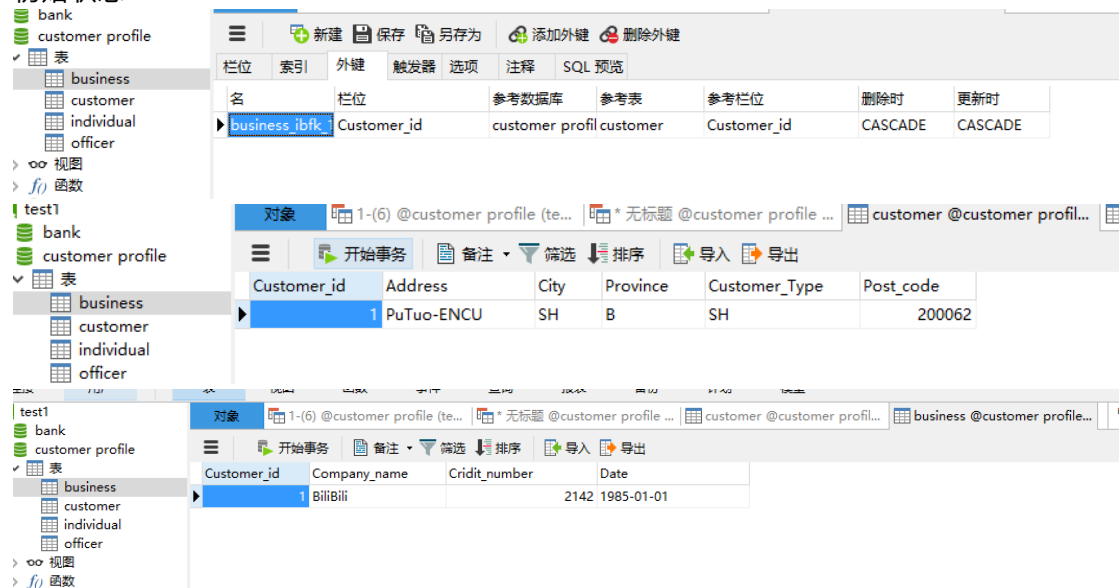 bank
customer profile
表
business
customer
individual
officer
视图
函数
新建 保存 另存为 添加外键 删除外键
栏位 索引 外键 触发器 选项 注释 SQL 预览
名 栏位 参考数据库 参考表 参考栏位 删除时 更新时
business_ibfk_1 Customer_id customer profil customer Customer_id CASCADE CASCADE
test1
bank
customer profile
表
business
customer
individual
officer
对象 1-(6) @customer profile (te... * 无标题 @customer profile ... customer @customer profil...
开始事务 备注 筛选 排序 导入 导出
Customer_id Address City Province Customer_Type Post_code
1 PuTuo-ENCU SH B SH 200062
test1
bank
customer profile
表
business
customer
individual
officer
视图
函数
对象 1-(6) @customer profile (te... * 无标题 @customer profile ... customer @customer profil... business @customer profile...
开始事务 备注 筛选 排序 导入 导出
Customer_id Company_name Cridit_number Date
1 BiliBili 2142 1985-01-01